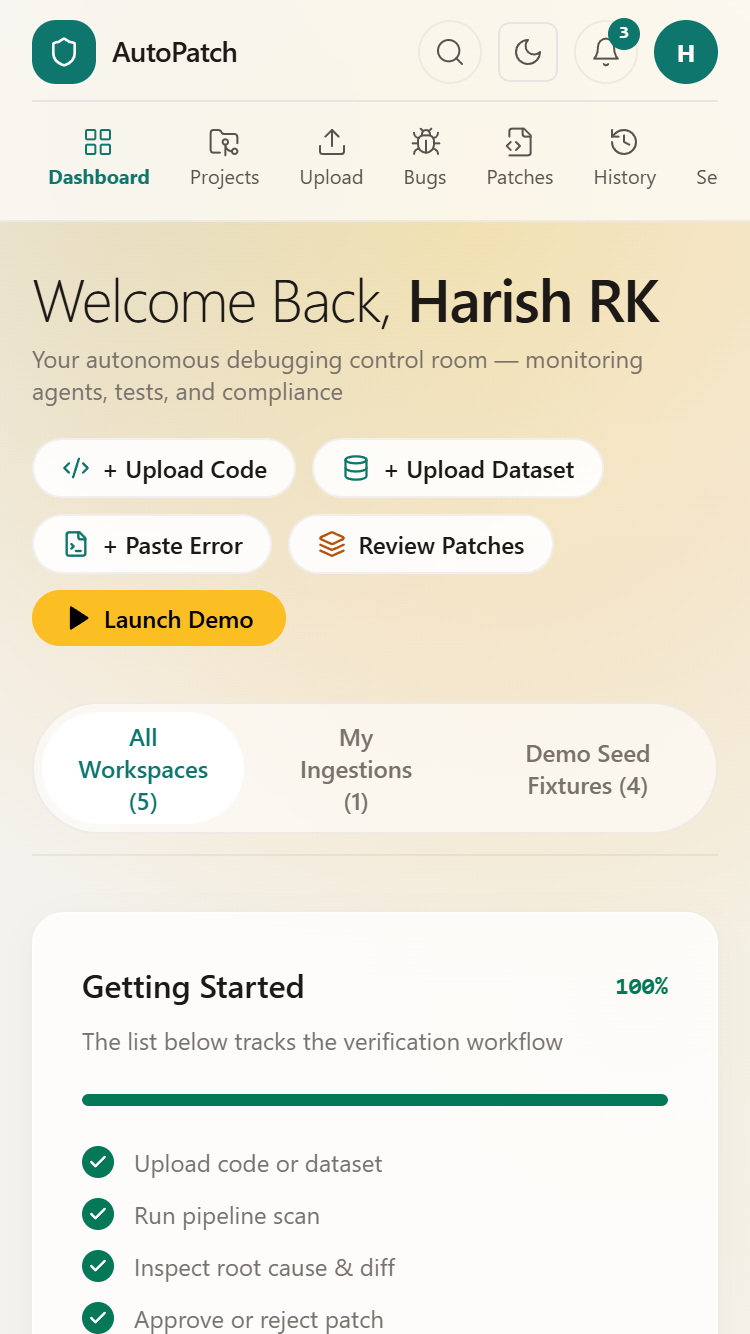 AutoPatch
3
H
Dashboard
Projects
Upload
Bugs
Patches
History
Se
Welcome Back, Harish RK
Your autonomous debugging control room — monitoring
agents, tests, and compliance
+ Upload Code
+ Upload Dataset
+ Paste Error
Review Patches
Launch Demo
All
Workspaces
(5)
My
Ingestions
(1)
Demo Seed
Fixtures (4)
Getting Started
100%
The list below tracks the verification workflow
Upload code or dataset
Run pipeline scan
Inspect root cause & diff
Approve or reject patch